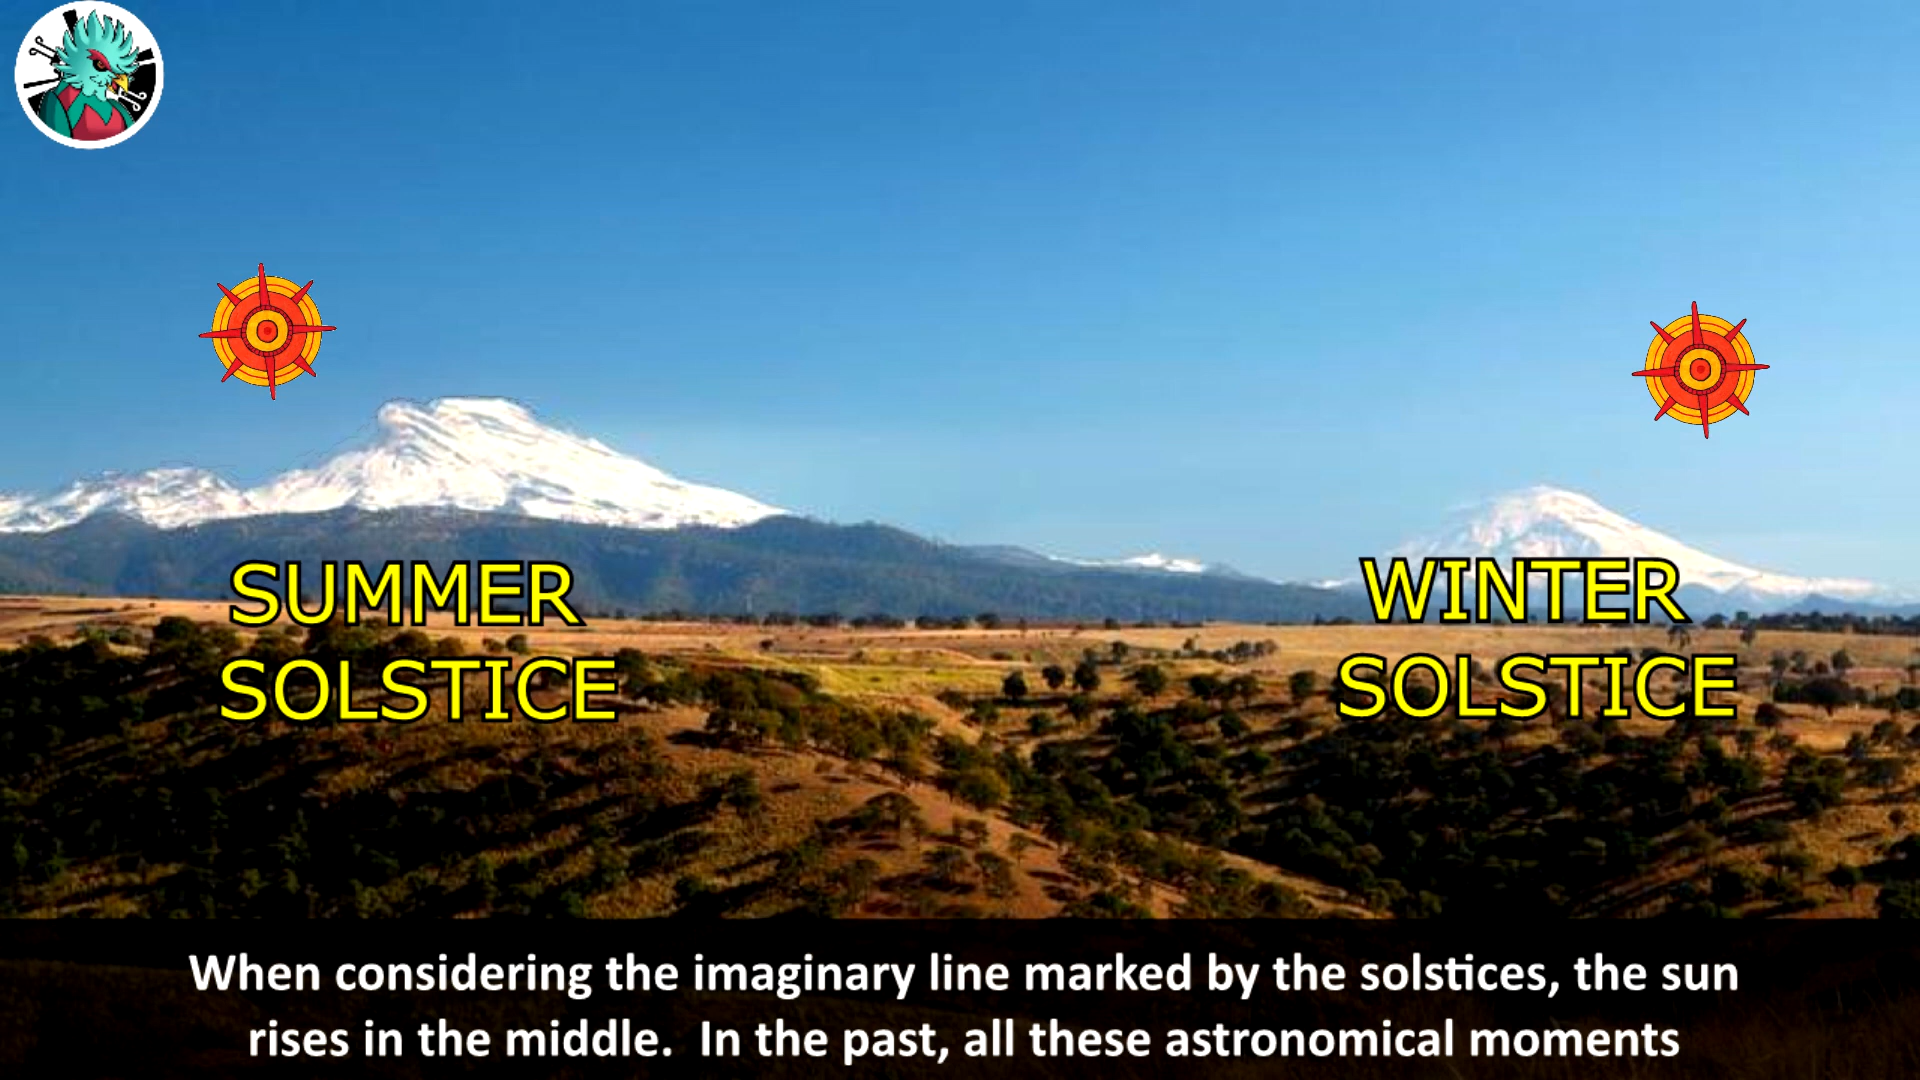 SUMMER
SOLSTICE
WINTER
SOLSTICE
When considering the imaginary line marked by the solstices, the sun
rises in the middle.  In the past, all these astronomical moments